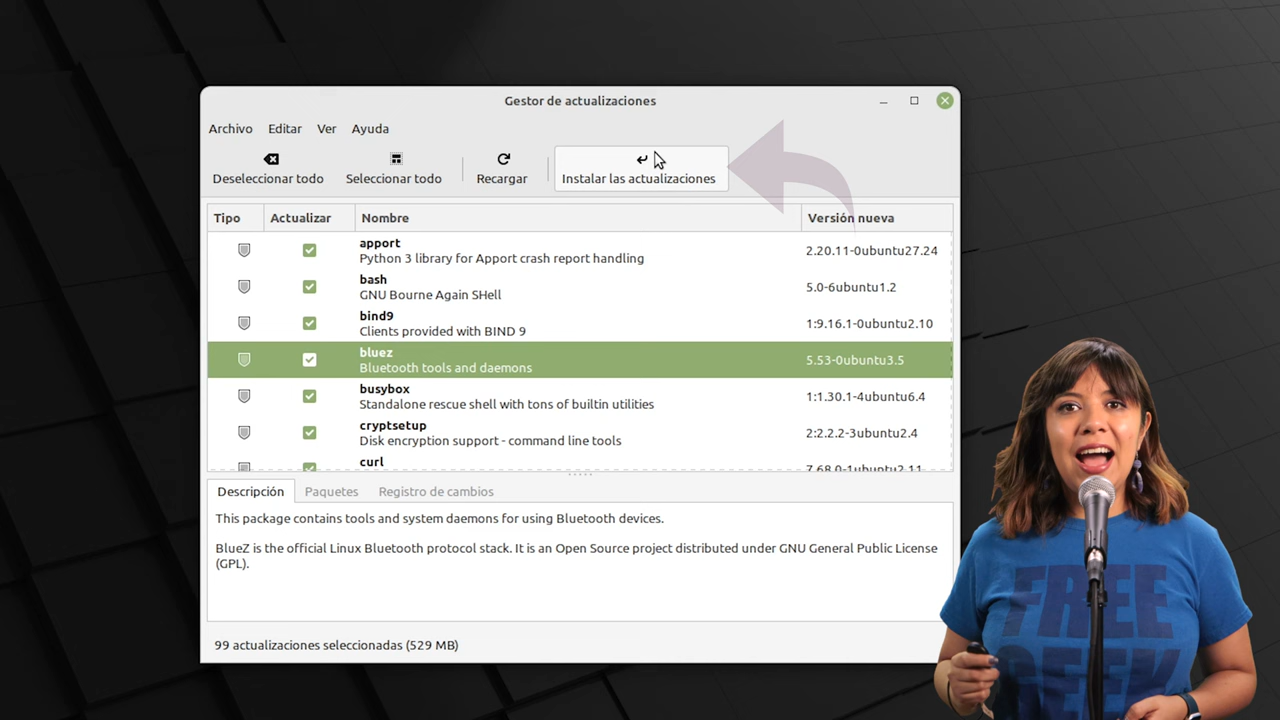 Gestor de actualizaciones
Archivo Editar Ver Ayuda
Deseleccionar todo Seleccionar todo Recargar Instalar las actualizaciones
Tipo Actualizar Nombre Versión nueva
apport
Python 3 library for Apport crash report handling 2.20.11-0ubuntu27.24
bash
GNU Bourne Again SHell 5.0-6ubuntu1.2
bind9
Clients provided with BIND 9 1:9.16.1-0ubuntu2.10
bluez
Bluetooth tools and daemons 5.53-0ubuntu3.5
busybox
Standalone rescue shell with tons of builtin utilities 1:1.30.1-4ubuntu6.4
cryptsetup
Disk encryption support - command line tools 2:2.2.2-3ubuntu2.4
curl 7.68.0-1ubuntu2.11
Descripción Paquetes Registro de cambios
This package contains tools and system daemons for using Bluetooth devices.
BlueZ is the official Linux Bluetooth protocol stack. It is an Open Source project distributed under GNU General Public License
(GPL).
99 actualizaciones seleccionadas (529 MB)
FREE
GEEK